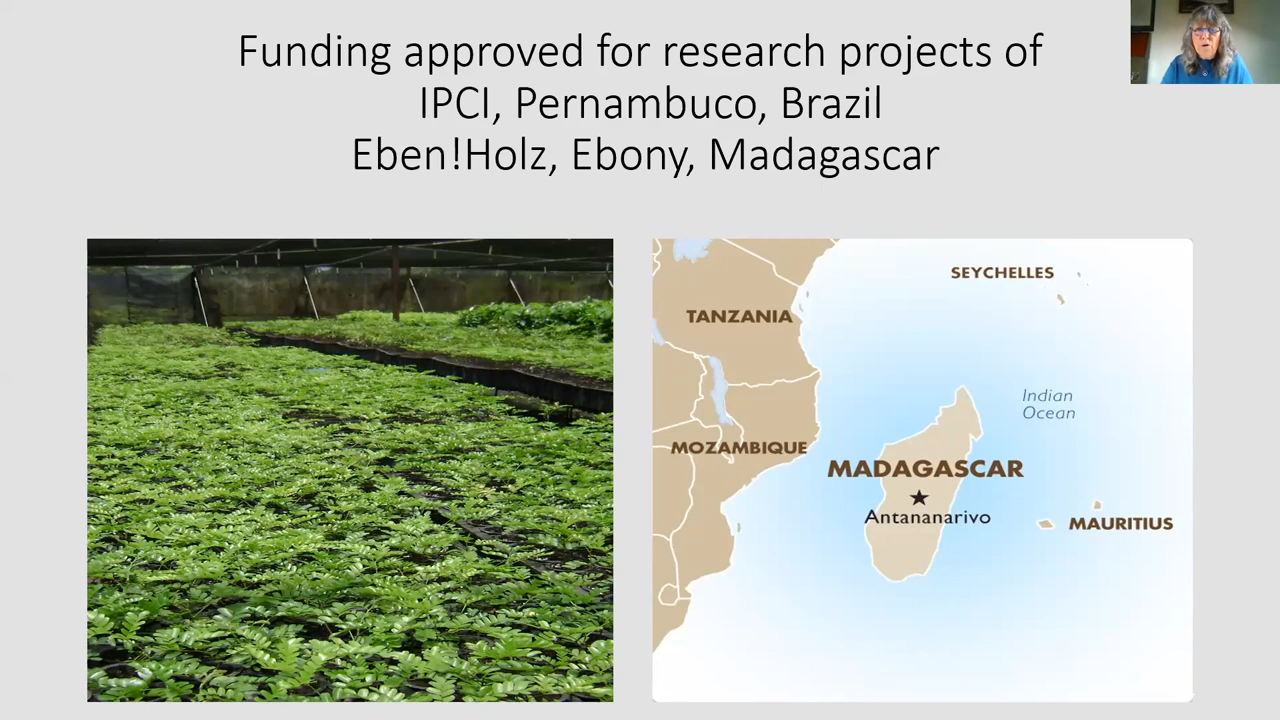 Funding approved for research projects of
IPCI, Pernambuco, Brazil
Eben!Holz, Ebony, Madagascar
SEYCHELLES
TANZANIA
Indian
Ocean
MOZAMBIQUE
MADAGASCAR
Antananarivo
MAURITIUS